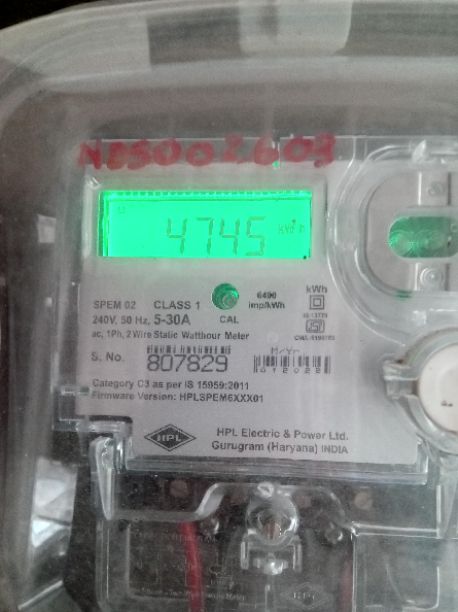 NDS002603
4745
SPEM 02 CLASS 1
240V, 50 Hz, 5-30A
ac, 1Ph, 2 Wire Static Watthour Meter
CAL
6400 imp/kWh
kWh
S. No. 807829
M/Yr
Category C3 as per IS 15959:2011
Firmware Version: HPLSPEM6XXX01
HPL
HPL Electric & Power Ltd.
Gurugram (Haryana) INDIA